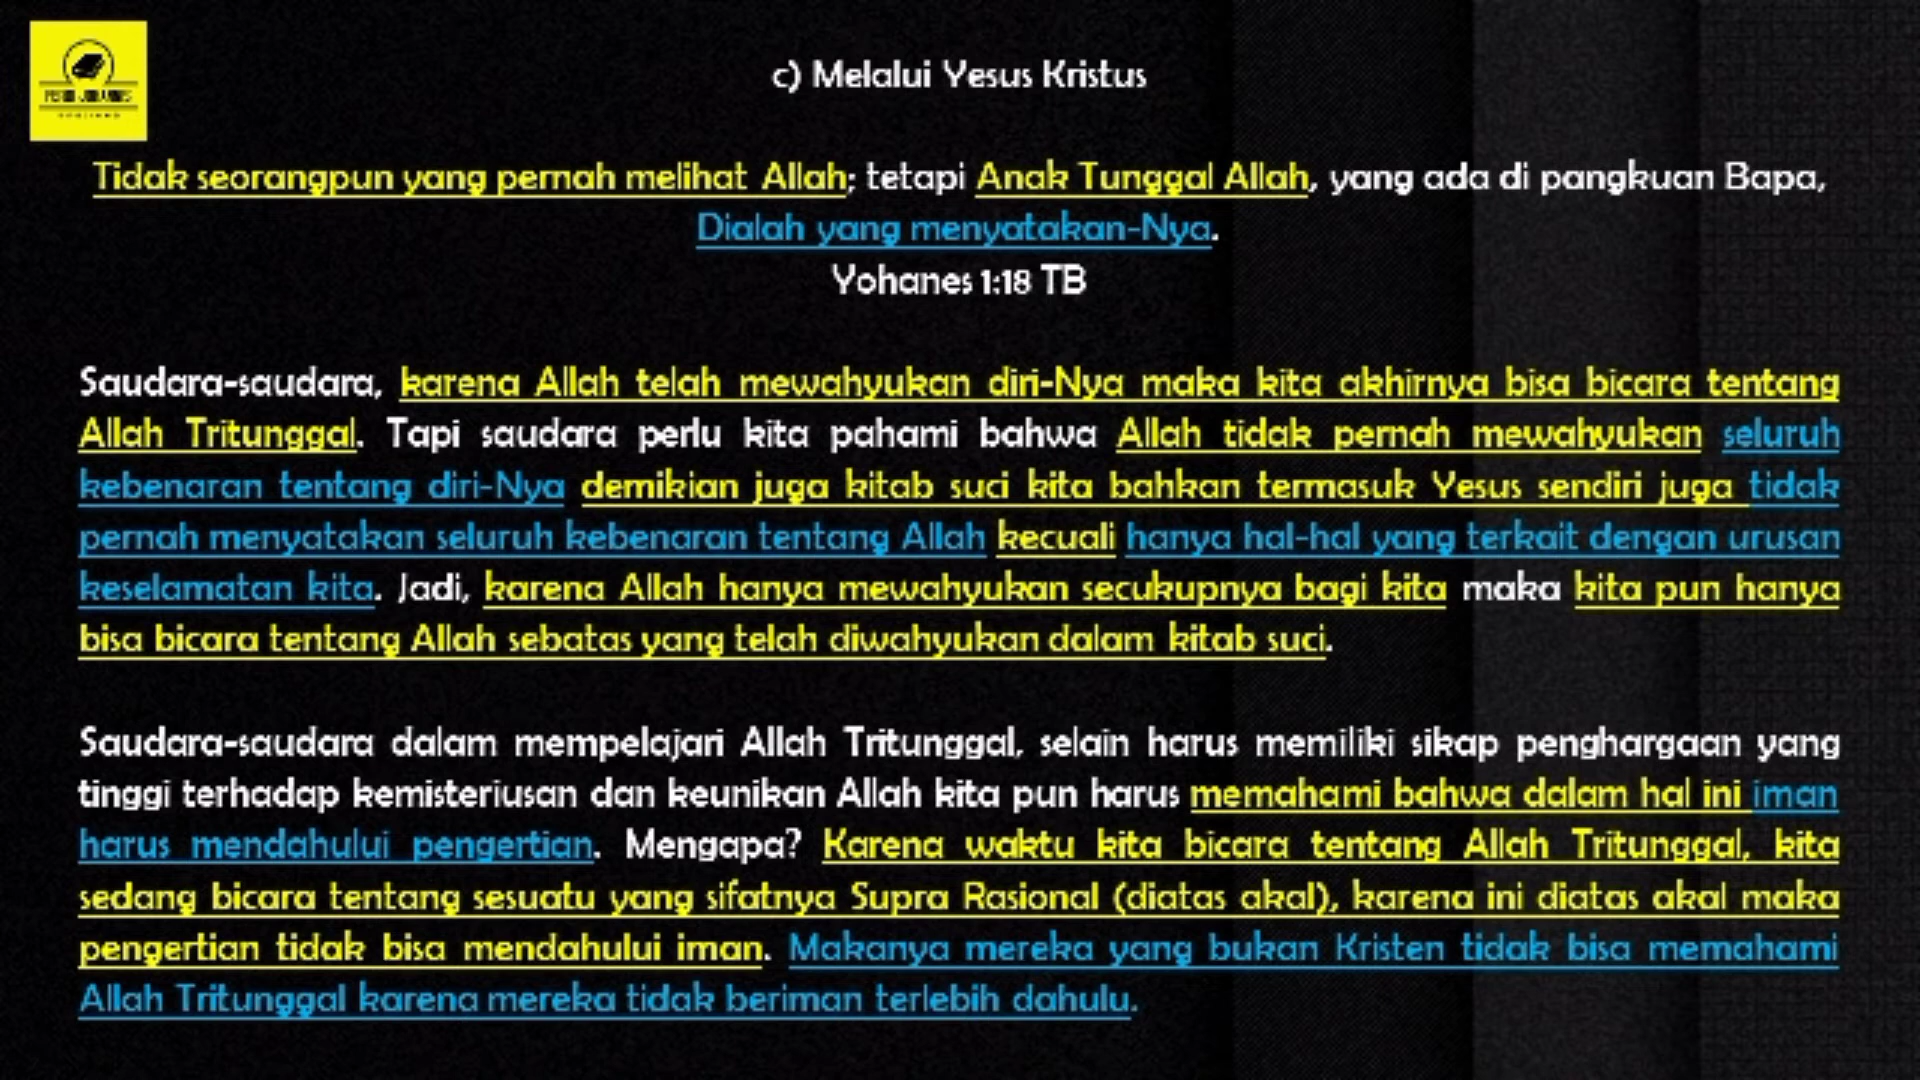 c) Melalui Yesus Kristus
Tidak seorangpun yang pernah melihat Allah; tetapi Anak Tunggal Allah, yang ada di pangkuan Bapa,
Dialah yang menyatakan-Nya.
Yohanes 1:18 TB
Saudara-saudara, karena Allah telah mewahyukan diri-Nya maka kita akhirnya bisa bicara tentang
Allah Tritunggal. Tapi saudara perlu kita pahami bahwa Allah tidak pernah mewahyukan seluruh
kebenaran tentang diri-Nya demikian juga kitab suci kita bahkan termasuk Yesus sendiri juga tidak
pernah menyatakan seluruh kebenaran tentang Allah kecuali hanya hal-hal yang terkait dengan urusan
keselamatan kita. Jadi, karena Allah hanya mewahyukan secukupnya bagi kita maka kita pun hanya
bisa bicara tentang Allah sebatas yang telah diwahyukan dalam kitab suci.
Saudara-saudara dalam mempelajari Allah Tritunggal, selain harus memiliki sikap penghargaan yang
tinggi terhadap kemisteriusan dan keunikan Allah kita pun harus memahami bahwa dalam hal ini iman
harus mendahului pengertian. Mengapa? Karena waktu kita bicara tentang Allah Tritunggal, kita
sedang bicara tentang sesuatu yang sifatnya Supra Rasional (diatas akal), karena ini diatas akal maka
pengertian tidak bisa mendahului iman. Makanya mereka yang bukan Kristen tidak bisa memahami
Allah Tritunggal karena mereka tidak beriman terlebih dahulu.